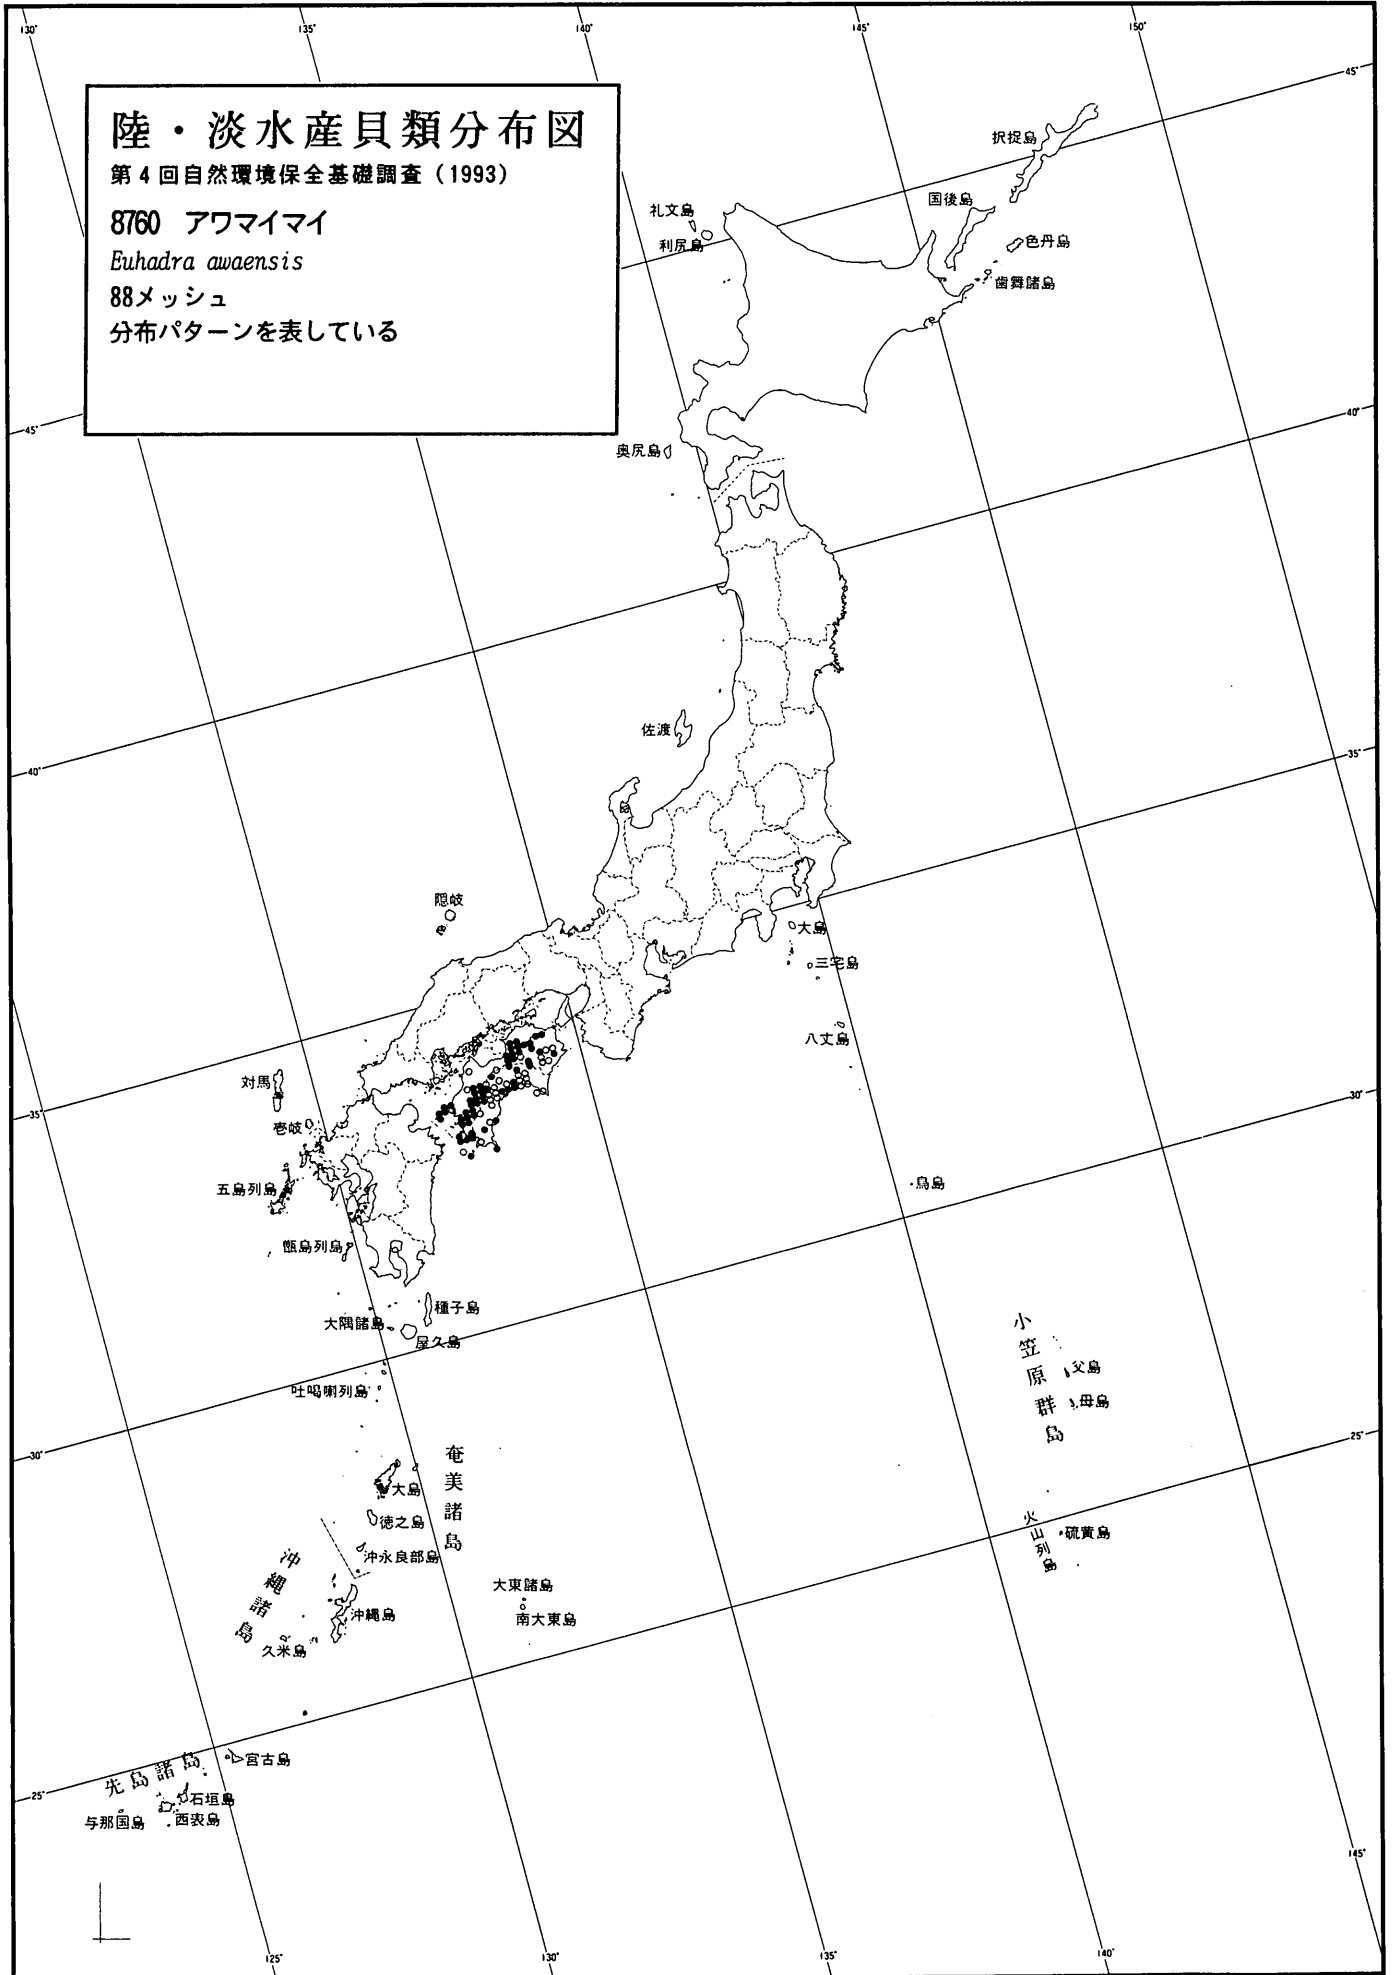 130°
135°
140°
145°
150°
陸・淡水産貝類分布図
第4回自然環境保全基礎調査（1993）
8760 アワマイマイ
Euhadra awaensis
88メッシュ
分布パターンを表している
45°
択捉島
国後島
礼文島
利尻島
色丹島
歯舞諸島
40°
45°
奥尻島
佐渡
35°
40°
隠岐
大島
三宅島
八丈島
対馬
30°
35°
壱岐
五島列島
鳥島
甑島列島
種子島
大隅諸島
屋久島
小笠原群島
父島
吐噶喇列島
母島
25°
30°
奄美諸島
大島
徳之島
火山列島
硫黄島
沖永良部島
沖縄諸島
大東諸島
沖縄島
南大東島
久米島
宮古島
先島諸島
25°
石垣島
与那国島
西表島
145°
125°
130°
135°
140°